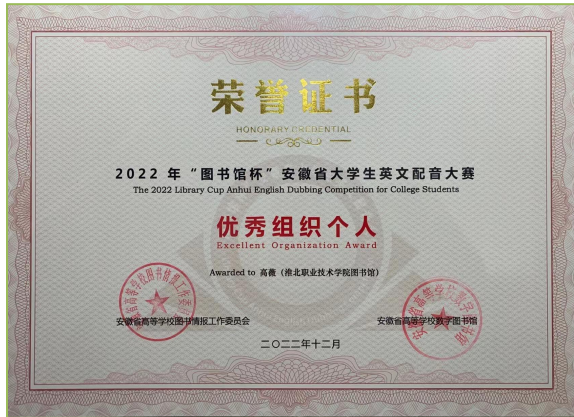 荣誉证书
HONORARY CREDENTIAL
2022 年“图书馆杯”安徽省大学生英文配音大赛
The 2022 Library Cup Anhui English Dubbing Competition for College Students
优秀组织个人
Excellent Organization Award
Awarded to 高薇（淮北职业技术学院图书馆）
安徽省高等学校图书情报工作委员会
安徽省高等学校数字图书馆
二〇二二年十二月